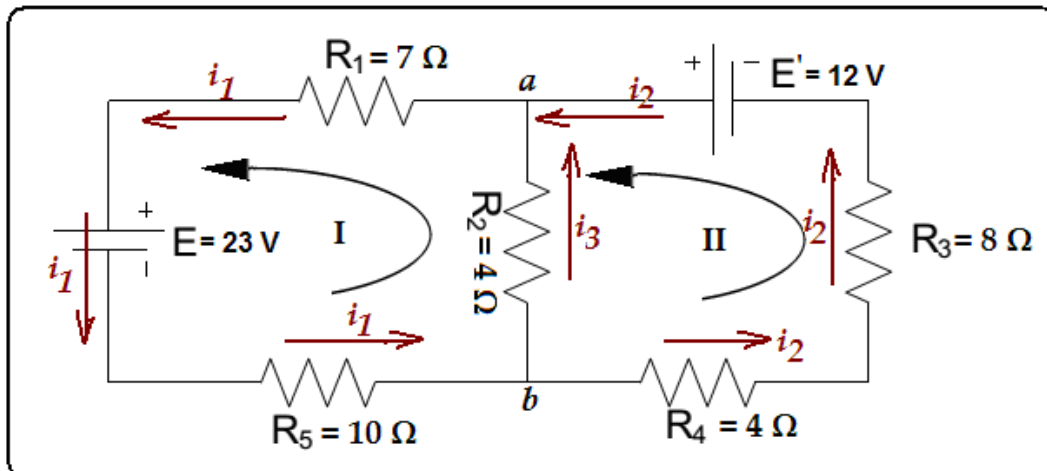 R1 = 7 Ω
i1
a
i2
+ − E' = 12 V
+
E = 23 V
−
i1
I
R2 = 4 Ω
i3
II
i2
R3 = 8 Ω
i1
i2
R5 = 10 Ω
b
R4 = 4 Ω